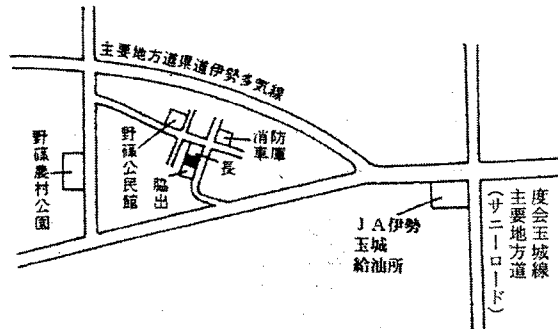 主要地方道県道伊勢多気線
野篠農村公園
野篠公民館
脇出
長
消防
車庫
JA伊勢
玉城
給油所
度会玉城線
主要地方道
(サニーロード)